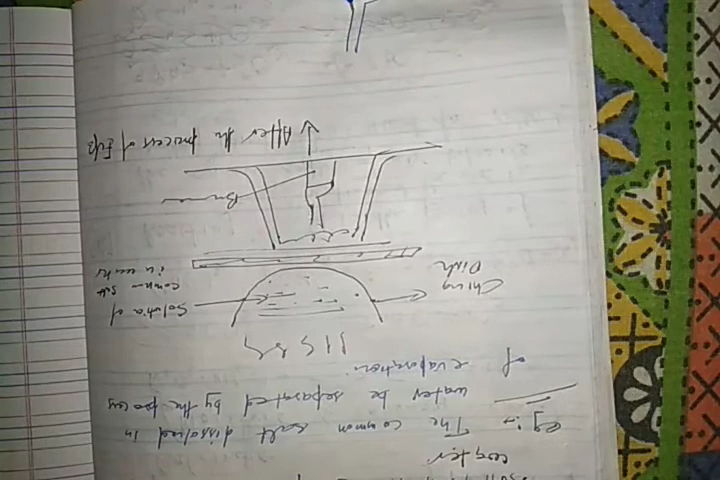 water
eg:- The common salt dissolved in
water be separated by the process
of evaporation.
Solution of
common salt
in water
China
Dish
Burner
After the process of